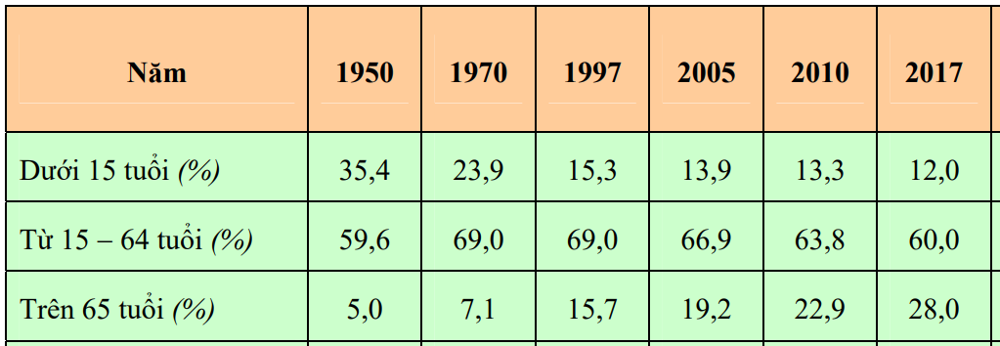 Năm 1950 1970 1997 2005 2010 2017
Dưới 15 tuổi (%) 35,4 23,9 15,3 13,9 13,3 12,0
Từ 15 – 64 tuổi (%) 59,6 69,0 69,0 66,9 63,8 60,0
Trên 65 tuổi (%) 5,0 7,1 15,7 19,2 22,9 28,0